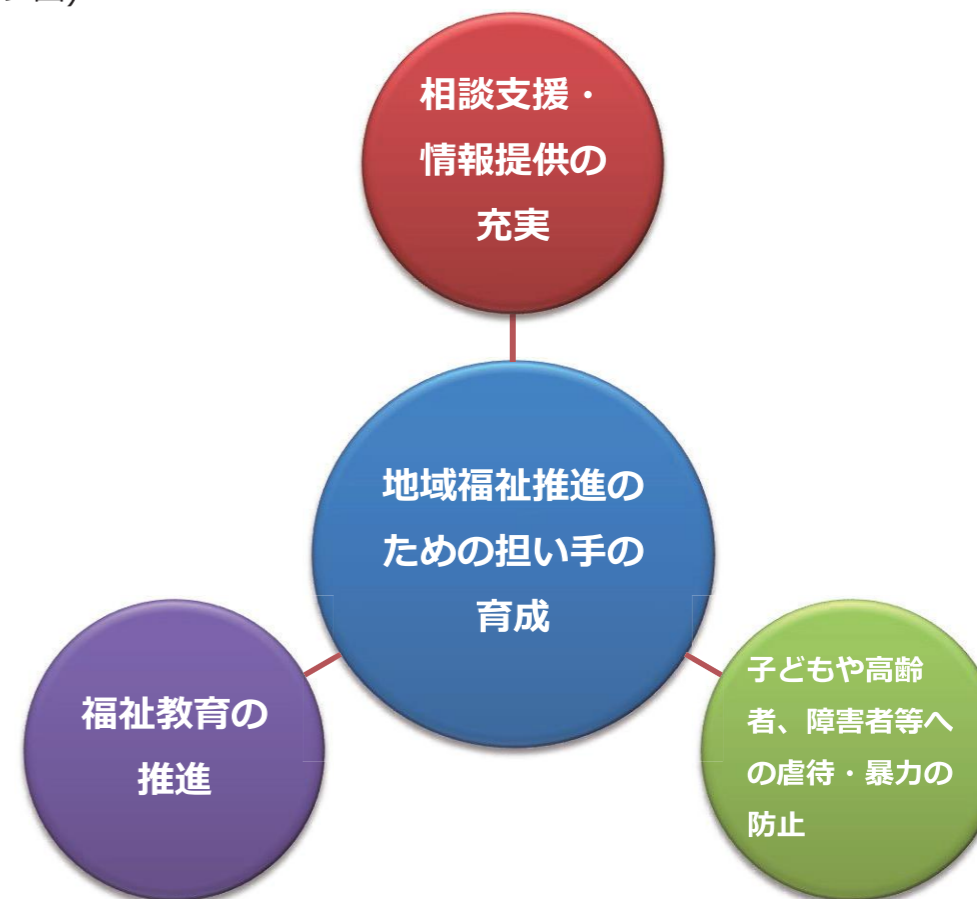 相談支援・
情報提供の
充実
地域福祉推進の
ための担い手の
育成
福祉教育の
推進
子どもや高齢
者、障害者等へ
の虐待・暴力の
防止